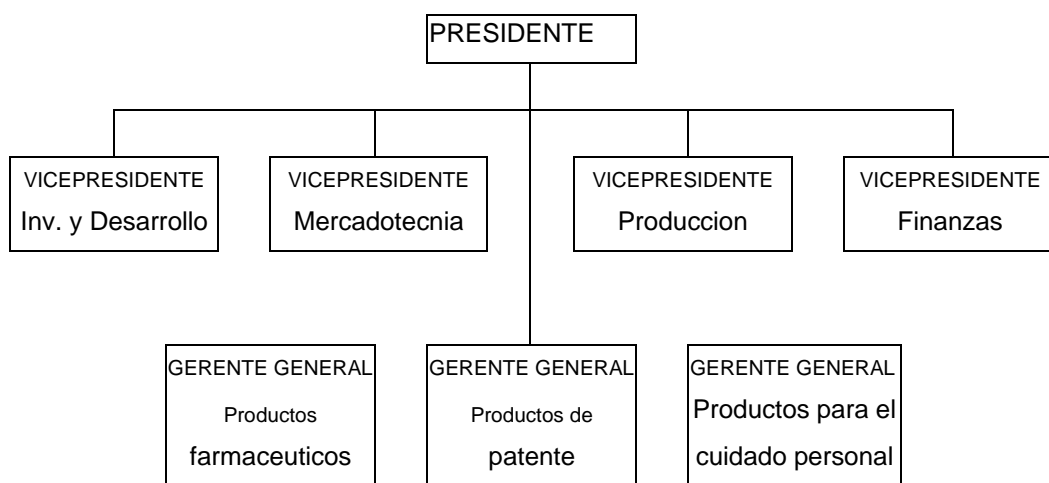 PRESIDENTE
VICEPRESIDENTE
Inv. y Desarrollo
VICEPRESIDENTE
Mercadotecnia
VICEPRESIDENTE
Produccion
VICEPRESIDENTE
Finanzas
GERENTE GENERAL
Productos
farmaceuticos
GERENTE GENERAL
Productos de
patente
GERENTE GENERAL
Productos para el
cuidado personal